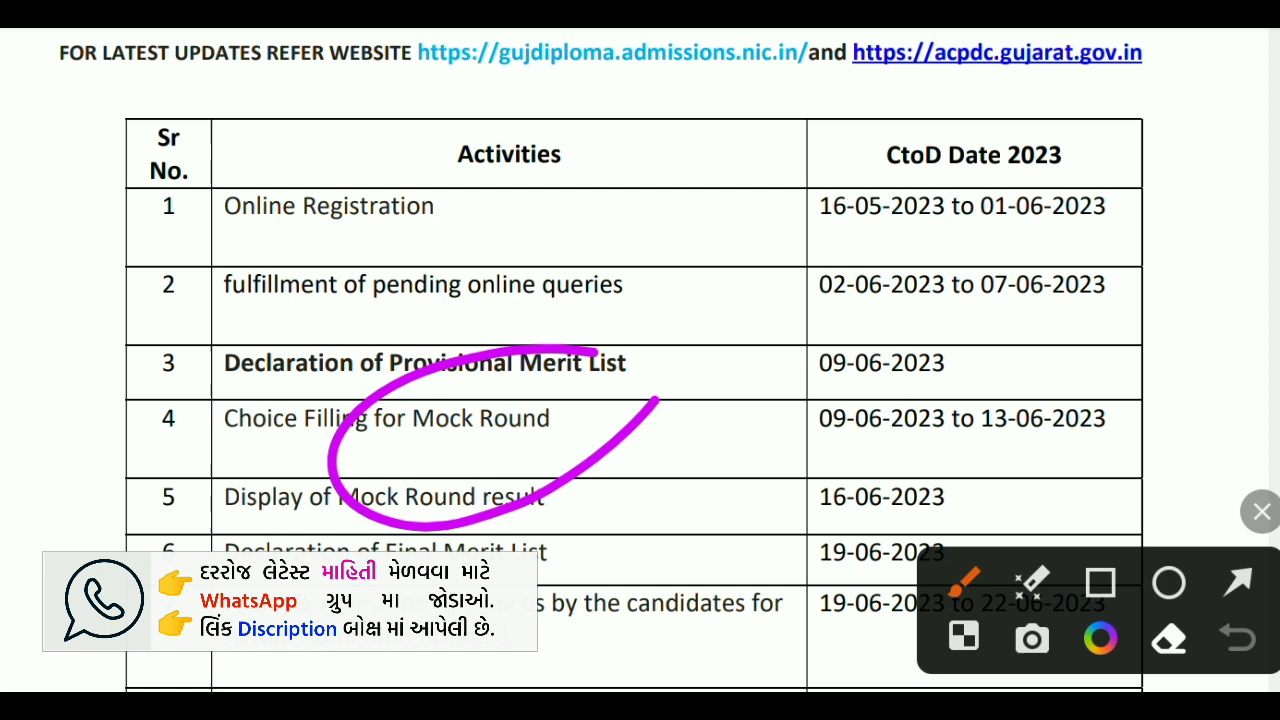 FOR LATEST UPDATES REFER WEBSITE https://gujdiploma.admissions.nic.in/and https://acpdc.gujarat.gov.in
Sr No. Activities CtoD Date 2023
1 Online Registration 16-05-2023 to 01-06-2023
2 fulfillment of pending online queries 02-06-2023 to 07-06-2023
3 Declaration of Provisional Merit List 09-06-2023
4 Choice Filling for Mock Round 09-06-2023 to 13-06-2023
5 Display of Mock Round result 16-06-2023
6 Declaration of Final Merit List 19-06-2023
by the candidates for 19-06-2023 to 22-06-2023
દરરોજ લેટેસ્ટ માહિતી મેળવવા માટે
WhatsApp ગ્રુપ મા જોડાઓ.
લિંક Discription બોક્ષ માં આપેલી છે.